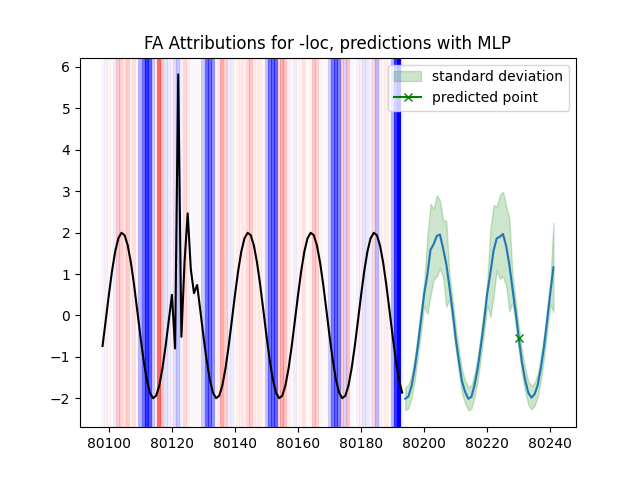 FA Attributions for -loc, predictions with MLP
standard deviation
predicted point
6
5
4
3
2
1
0
−1
−2
80100 80120 80140 80160 80180 80200 80220 80240